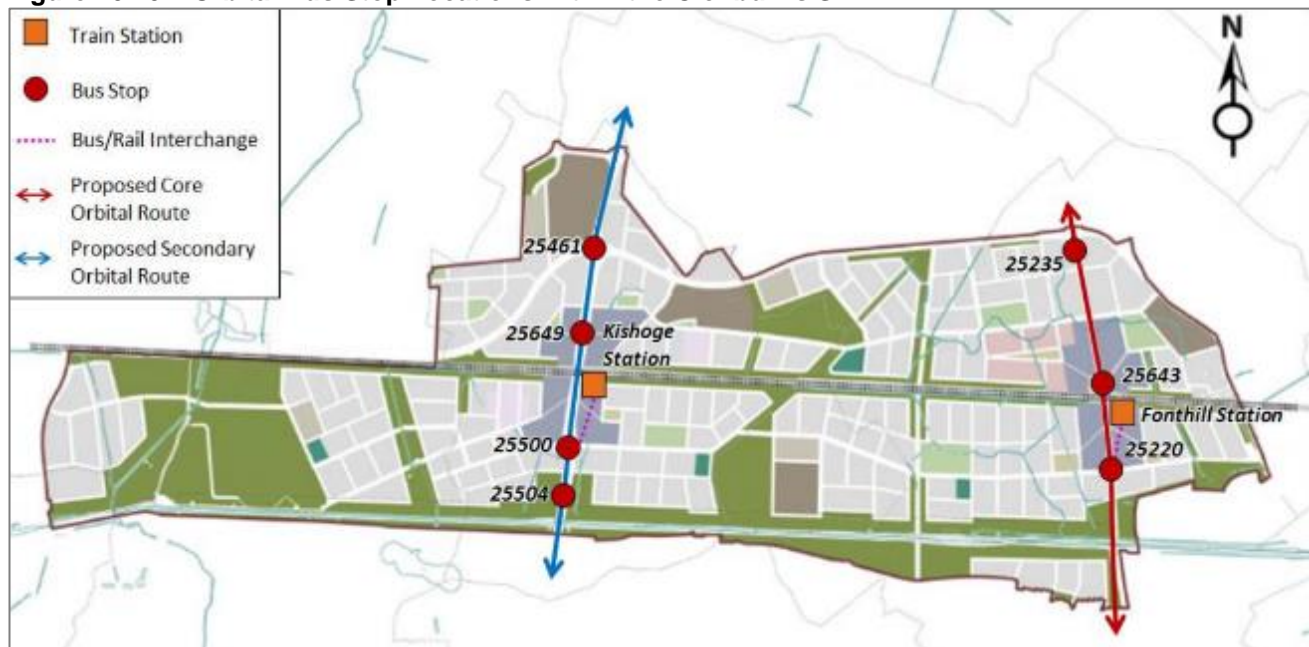 Train Station
Bus Stop
Bus/Rail Interchange
Proposed Core
Orbital Route
Proposed Secondary
Orbital Route
N
25461
25235
25649
Kishoge
Station
25643
Fonthill Station
25500
25220
25504